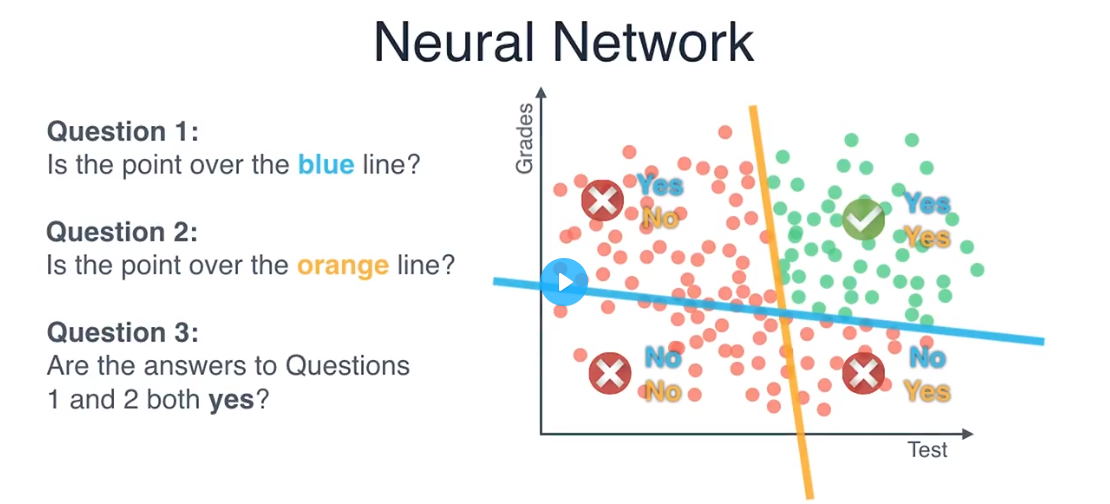 Neural Network
Question 1:
Is the point over the blue line?
Question 2:
Is the point over the orange line?
Question 3:
Are the answers to Questions
1 and 2 both yes?
Grades
Yes
No
Yes
Yes
No
No
No
Yes
Test